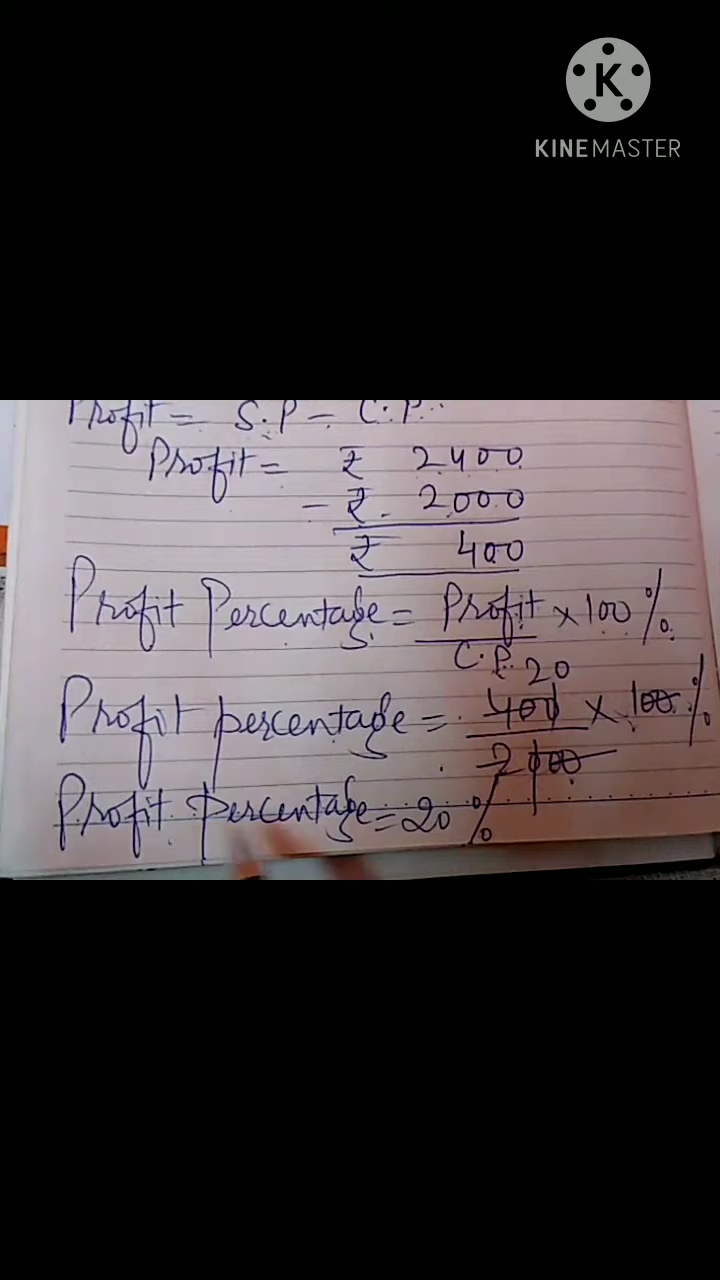 KINEMASTER
Profit = S.P - C.P.
Profit = ₹ 2400
- ₹. 2000
₹ 400
Profit Percentage = Profit × 100%
C.P.
20
Profit percentage = 400 × 100%
2000
Profit percentage = 20%